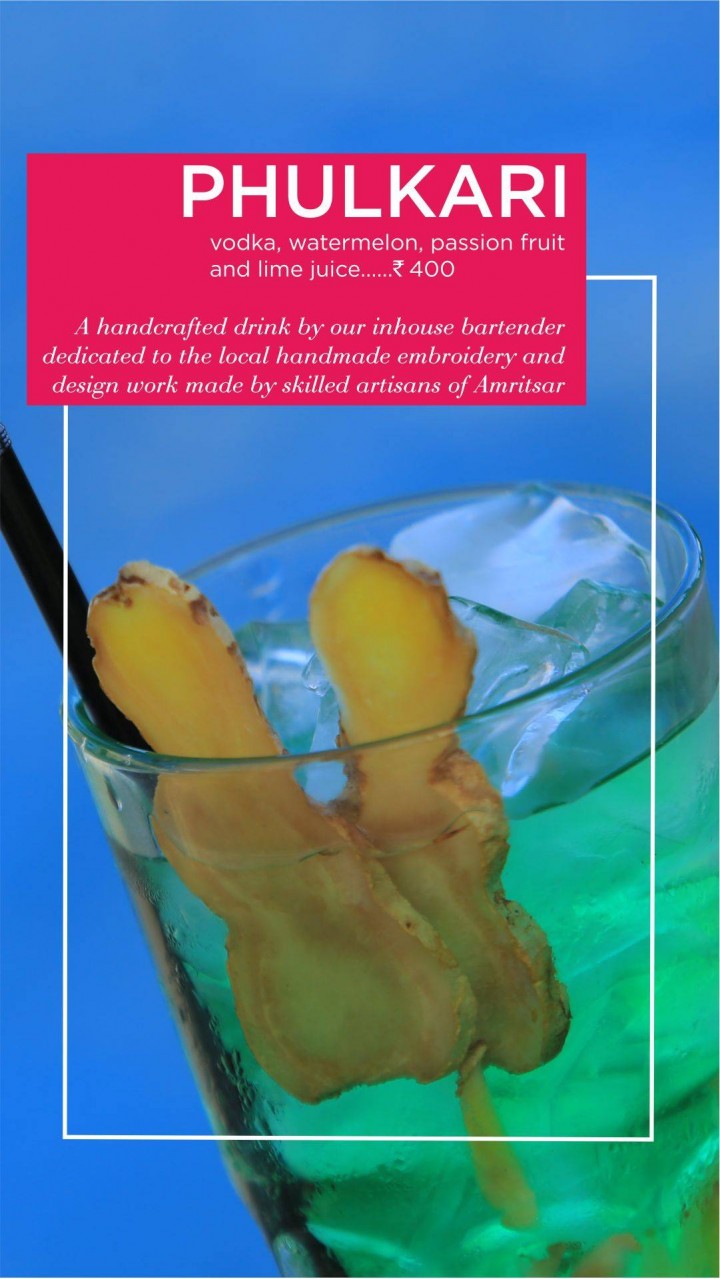 PHULKARI
vodka, watermelon, passion fruit
and lime juice......₹ 400
A handcrafted drink by our inhouse bartender
dedicated to the local handmade embroidery and
design work made by skilled artisans of Amritsar